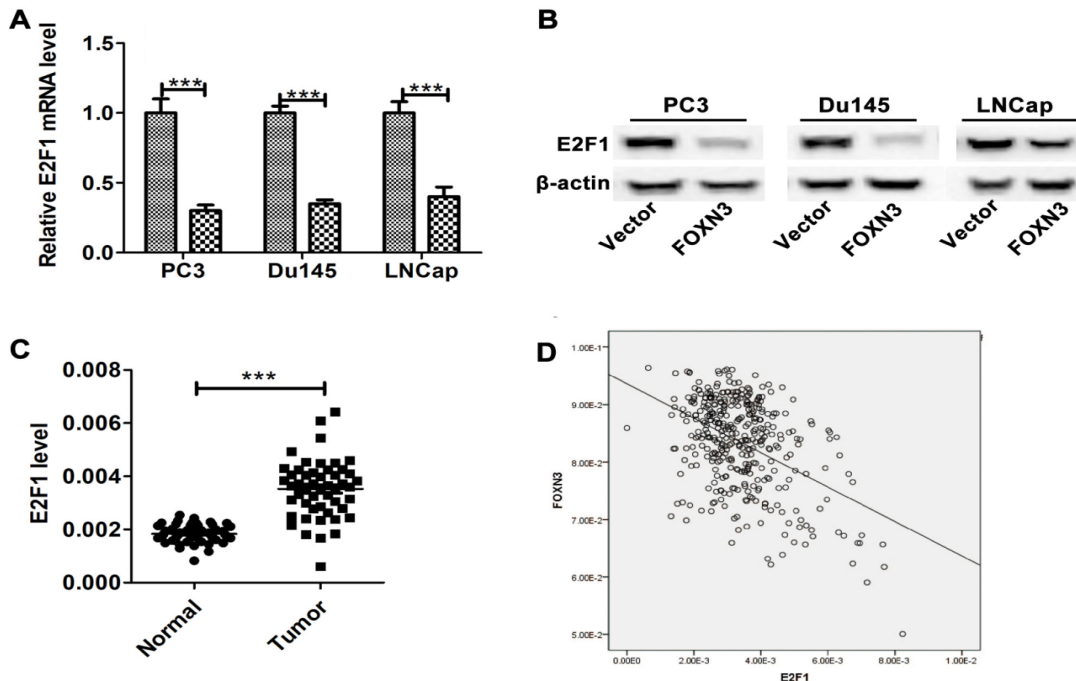 A
Relative E2F1 mRNA level
1.5
1.0
0.5
0.0
***
***
***
PC3
Du145
LNCap
B
PC3
Du145
LNCap
E2F1
β-actin
Vector
FOXN3
Vector
FOXN3
Vector
FOXN3
C
E2F1 level
0.008
0.006
0.004
0.002
0.000
***
Normal
Tumor
D
FOXN3
1.00E-1
9.00E-2
8.00E-2
7.00E-2
6.00E-2
5.00E-2
0.00E0
2.00E-3
4.00E-3
6.00E-3
8.00E-3
1.00E-2
E2F1